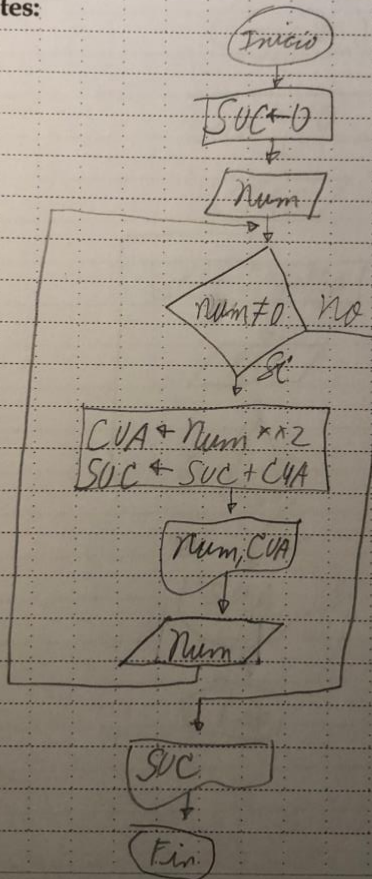 tes:
Inicio
SUC←0
Num
Num≠0 No
Si
CUA ← Num **2
SUC ← SUC + CUA
Num, CUA
Num
SUC
Fin